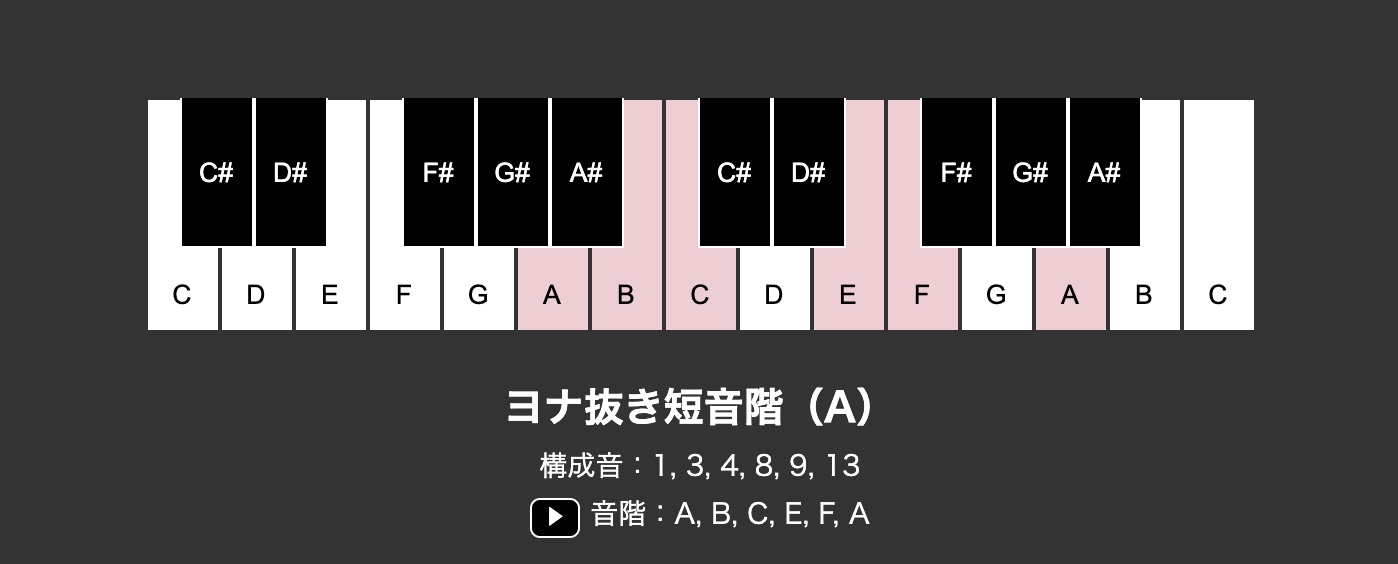 C# D# F# G# A# C# D# F# G# A#
C D E F G A B C D E F G A B C
ヨナ抜き短音階（A）
構成音：1, 3, 4, 8, 9, 13
音階：A, B, C, E, F, A